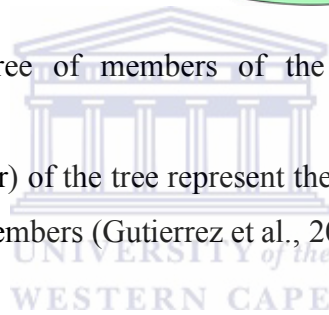 ree of members of the
r) of the tree represent the
embers (Gutierrez et al., 20
UNIVERSITY of the
WESTERN CAPE